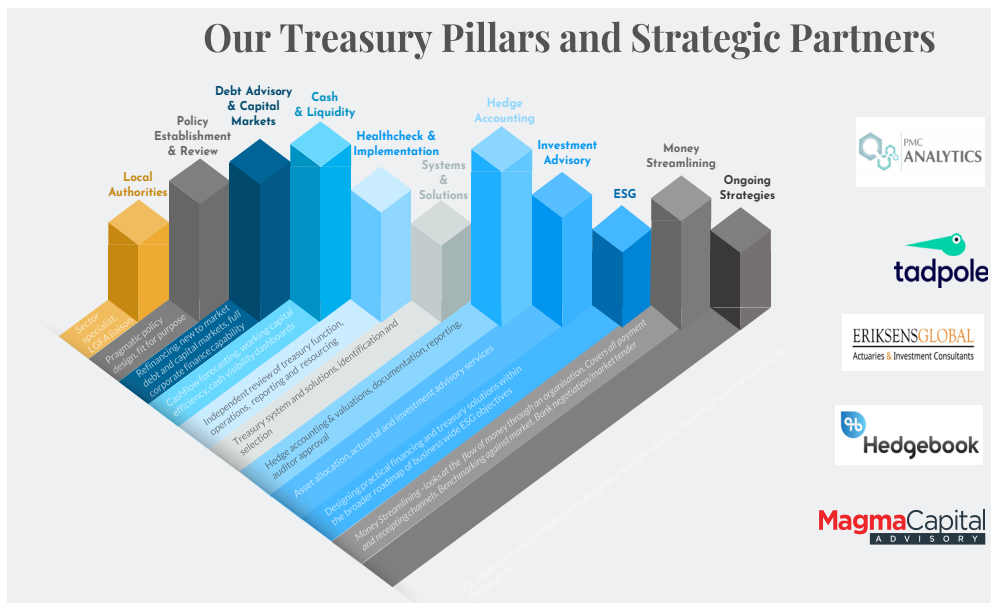 Our Treasury Pillars and Strategic Partners
Local
Authorities
Policy
Establishment
& Review
Debt Advisory
& Capital
Markets
Cash
& Liquidity
Healthcheck &
Implementation
Systems
&
Solutions
Hedge
Accounting
Investment
Advisory
ESG
Money
Streamlining
Ongoing
Strategies
Sector
specialist,
LGFA liaison
Pragmatic policy
design, fit for purpose
Refinancing, new to market
debt and capital markets, full
corporate finance capability
Cashflow forecasting, working capital
efficiency, cash visibility dashboards
Independent review of treasury function,
operations, reporting and resourcing
Treasury system and solutions, identification and
selection
Hedge accounting & valuations, documentation, reporting,
auditor approval
Asset allocation, actuarial and investment advisory services
Designing practical financing and treasury solutions within
the broader roadmap of business wide ESG objectives
Money Streamlining -looks at the flow of money through an organisation. Covers all payment
and receipting channels. Benchmarking against market. Bank negotiation/market tender
PMC
ANALYTICS
tadpole
ERIKSENSGLOBAL
Actuaries & Investment Consultants
Hedgebook
MagmaCapital
ADVISORY